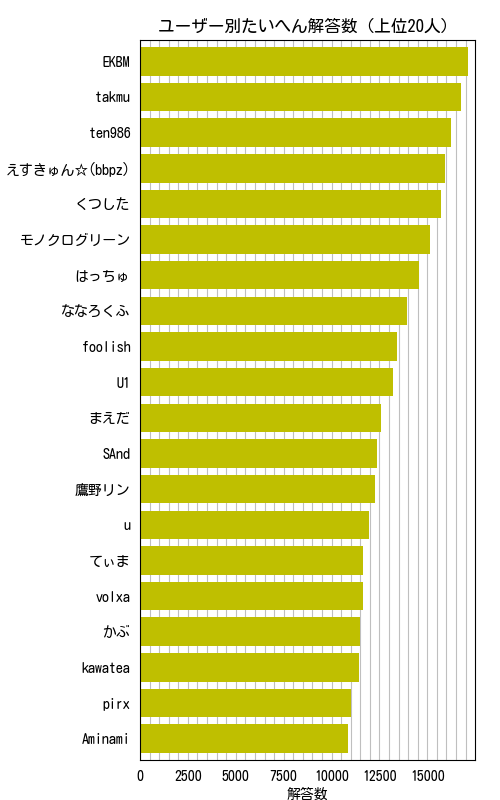 ユーザー別たいへん解答数 (上位20人)
EKBM
takmu
ten986
えすきゅん☆(bbpz)
くつした
モノクログリーン
はっちゅ
ななろくふ
foolish
U1
まえだ
SAnd
鷹野リン
u
てぃま
volxa
かぶ
kawatea
pirx
Aminami
0 2500 5000 7500 10000 12500 15000
解答数